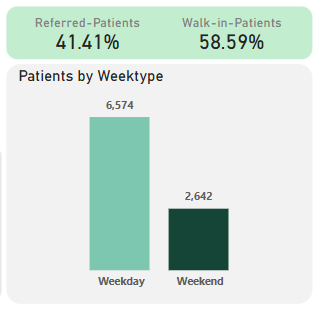 Referred-Patients Walk-in-Patients
41.41% 58.59%
Patients by Weektype
6,574
2,642
Weekday Weekend